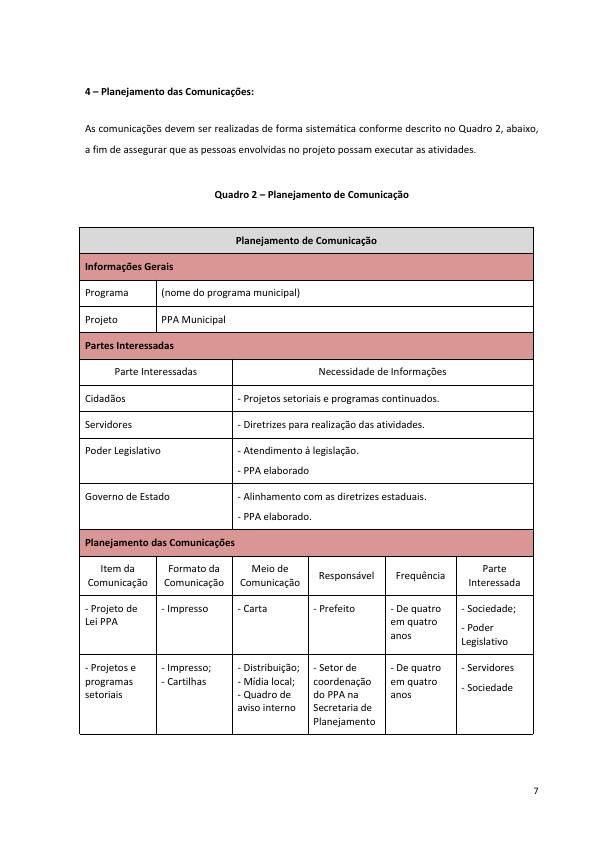 4 – Planejamento das Comunicações:
As comunicações devem ser realizadas de forma sistemática conforme descrito no Quadro 2, abaixo,
a fim de assegurar que as pessoas envolvidas no projeto possam executar as atividades.
Quadro 2 – Planejamento de Comunicação
Planejamento de Comunicação
Informações Gerais
Programa (nome do programa municipal)
Projeto PPA Municipal
Partes Interessadas
Parte Interessadas Necessidade de Informações
Cidadãos - Projetos setoriais e programas continuados.
Servidores - Diretrizes para realização das atividades.
Poder Legislativo - Atendimento à legislação.
- PPA elaborado
Governo de Estado - Alinhamento com as diretrizes estaduais.
- PPA elaborado.
Planejamento das Comunicações
Item da
Comunicação
Formato da
Comunicação
Meio de
Comunicação
Responsável
Frequência
Parte
Interessada
- Projeto de
Lei PPA
- Impresso
- Carta
- Prefeito
- De quatro
em quatro
anos
- Sociedade;
- Poder
Legislativo
- Projetos e
programas
setoriais
- Impresso;
- Cartilhas
- Distribuição;
- Mídia local;
- Quadro de
aviso interno
- Setor de
coordenação
do PPA na
Secretaria de
Planejamento
- De quatro
em quatro
anos
- Servidores
- Sociedade
7